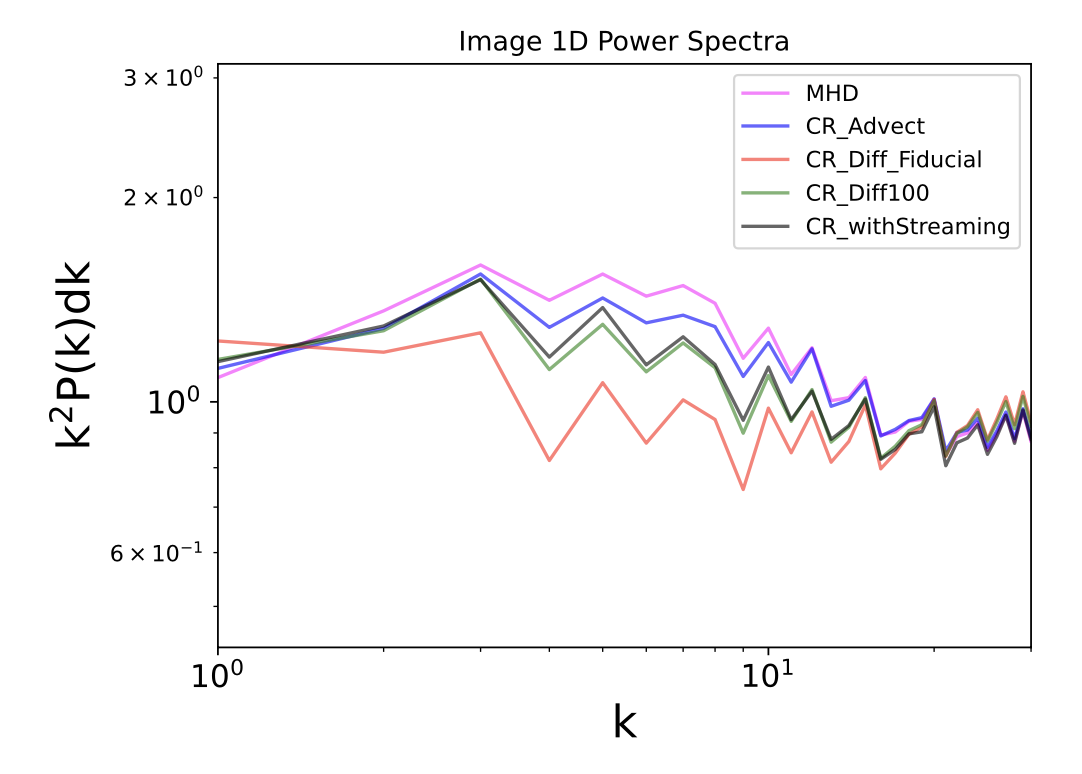 Image 1D Power Spectra
3 × 10⁰
2 × 10⁰
10⁰
6 × 10⁻¹
k²P(k)dk
MHD
CR_Advect
CR_Diff_Fiducial
CR_Diff100
CR_withStreaming
10⁰ 10¹
k